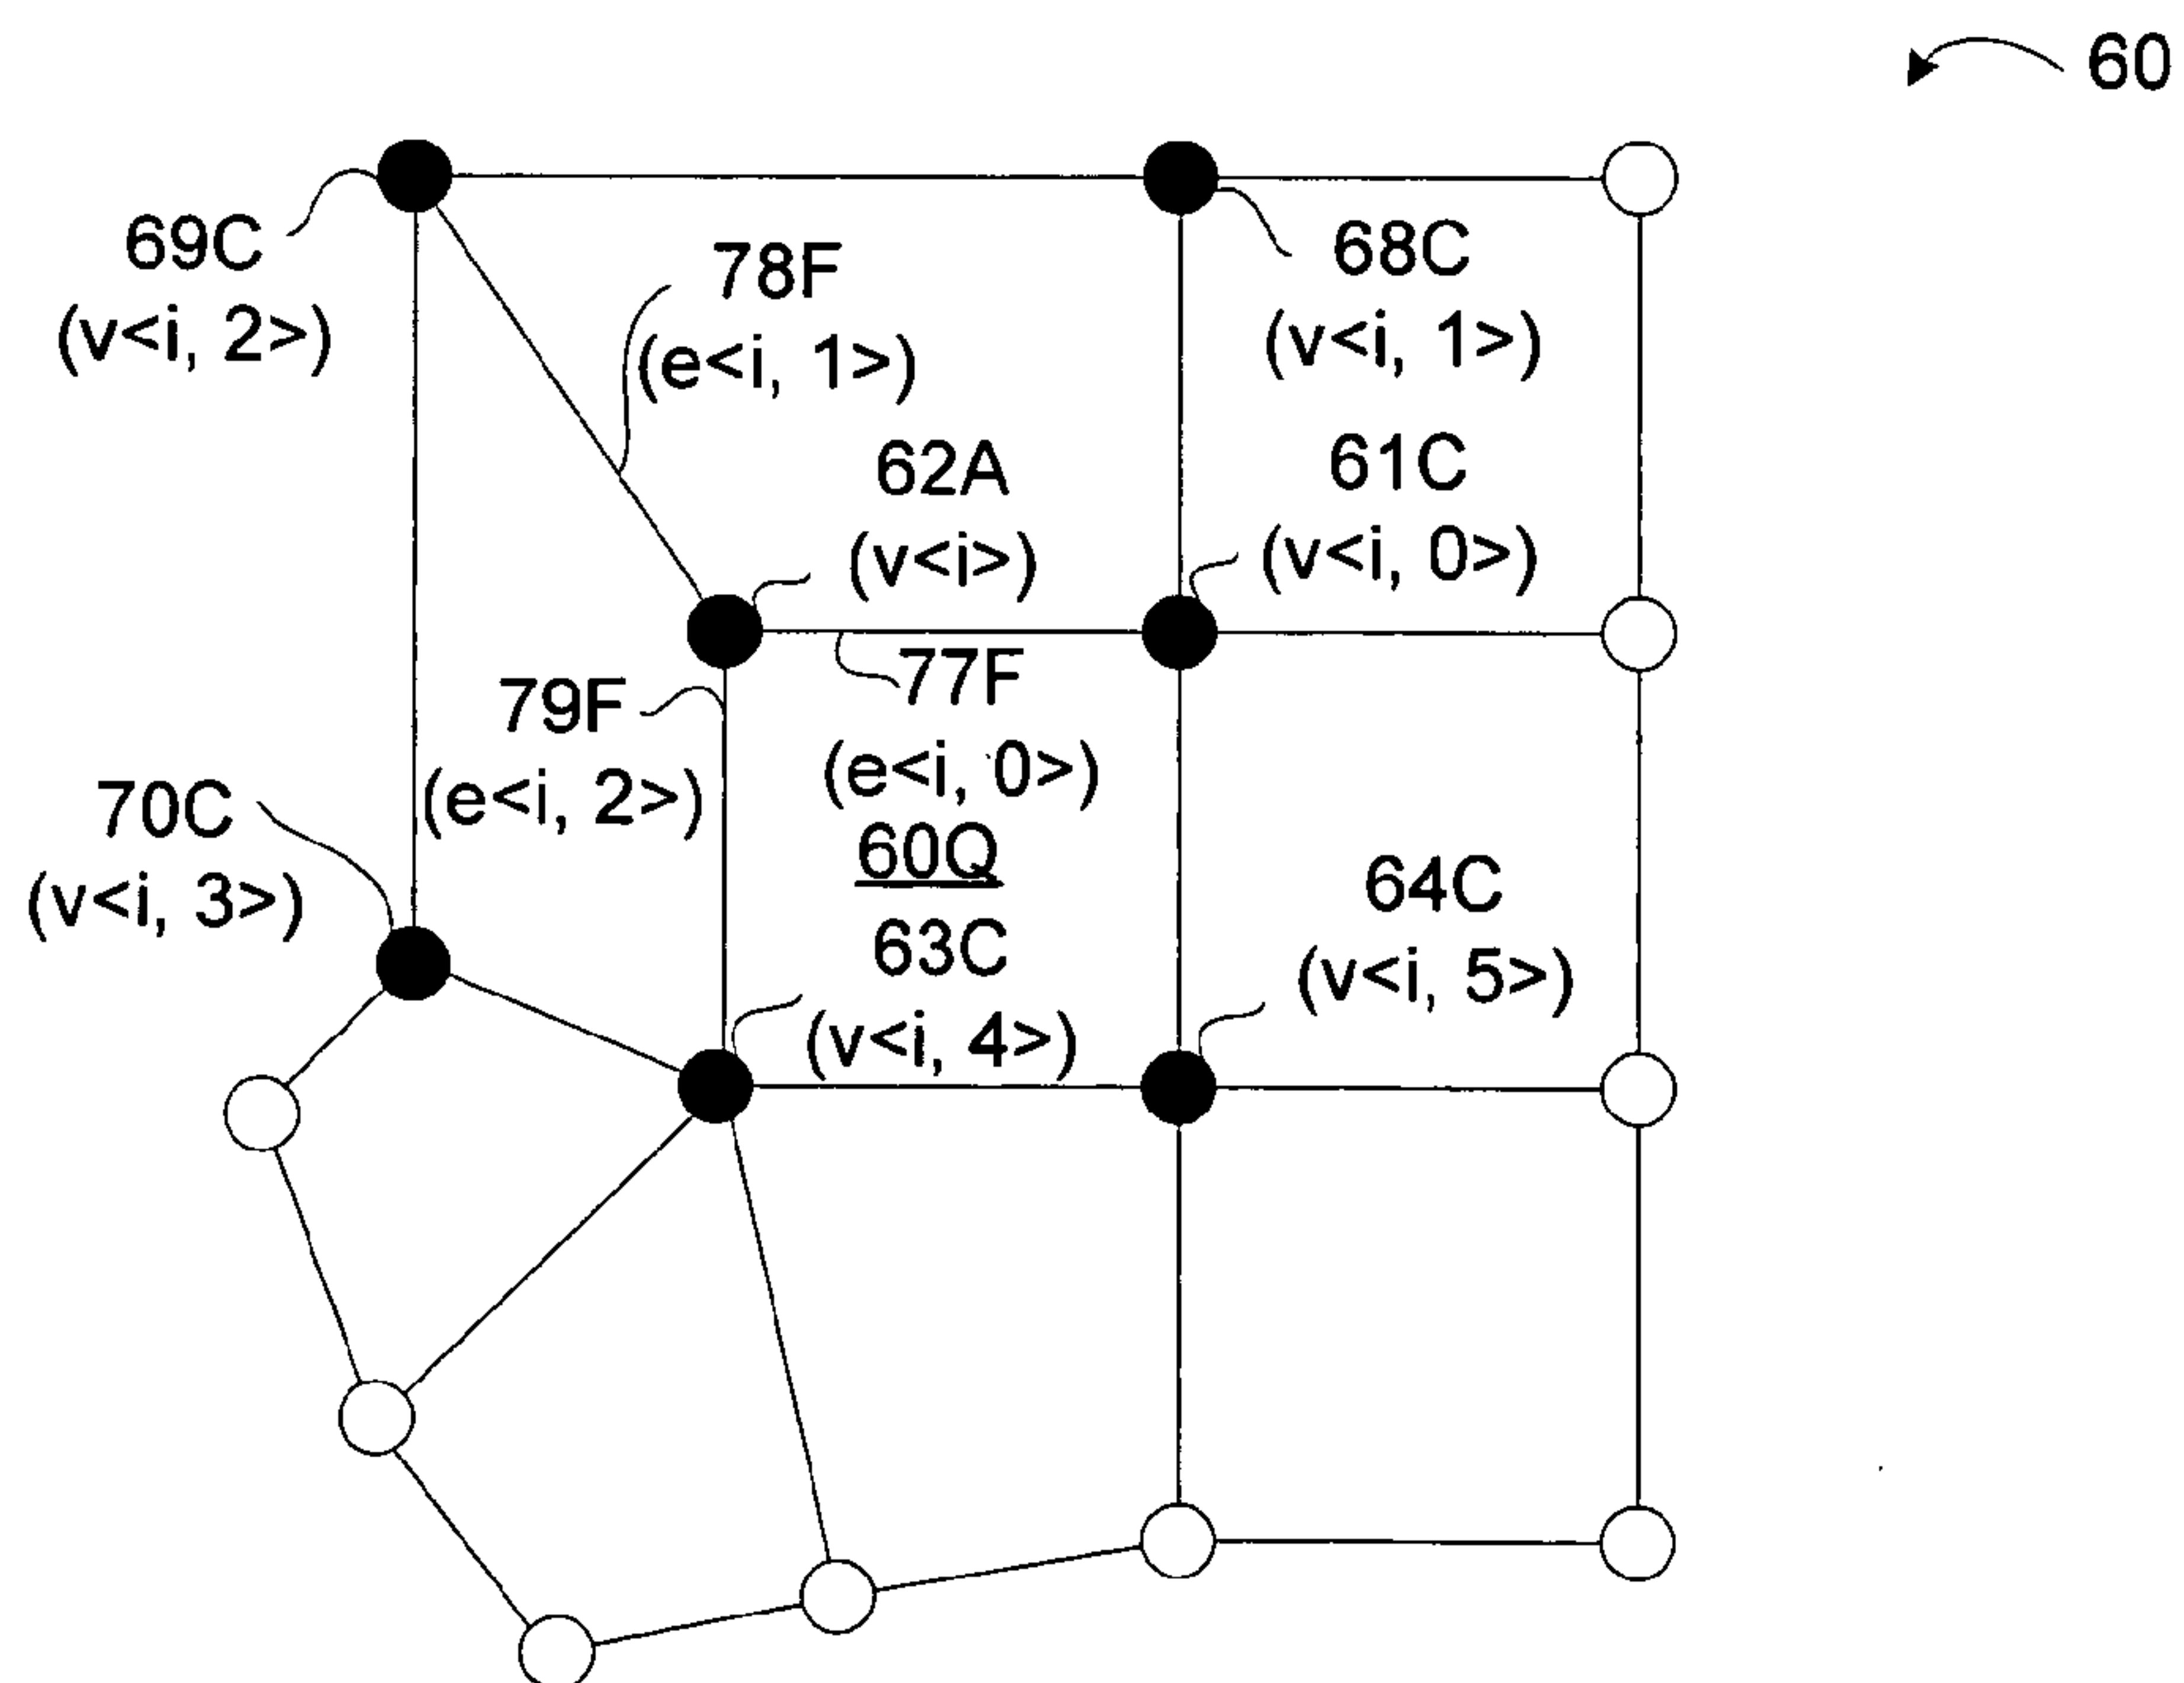 60
69C
(v<i, 2>)
78F
(e<i, 1>)
68C
(v<i, 1>)
62A
(v<i>)
61C
(v<i, 0>)
79F
(e<i, 2>)
77F
(e<i, 0>)
70C
(v<i, 3>)
60Q
63C
(v<i, 4>)
64C
(v<i, 5>)